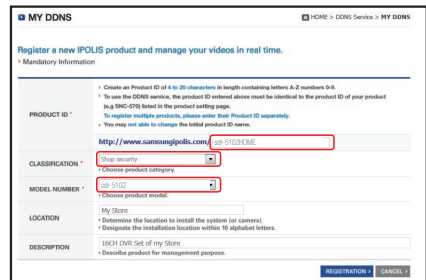 MY DDNS
HOME > DDNS Service > MY DDNS
Register a new IPOLIS product and manage your videos in real time.
* Mandatory Information
PRODUCT ID *
Create an Product ID of 4 to 20 characters in length containing letters A-Z numbers 0-9.
To use the DDNS service, the product ID entered above must be identical to the product ID of your product
(e.g SNC-570) listed in the product setting page.
To register multiple products, please enter their Product ID separately.
You may not able to change the initial product ID name.
http://www.samsungipolis.com/ sdr-5102HOME
CLASSIFICATION *
Shop security
Choose product category
MODEL NUMBER *
sdr-5102
Choose product model.
LOCATION
My Store
Determine the location to install the system (or camera).
Designate the installation location within 10 alphabet letters.
DESCRIPTION
16CH DVR Set of my Store
Describe product for management purpose.
REGISTRATION >
CANCEL >